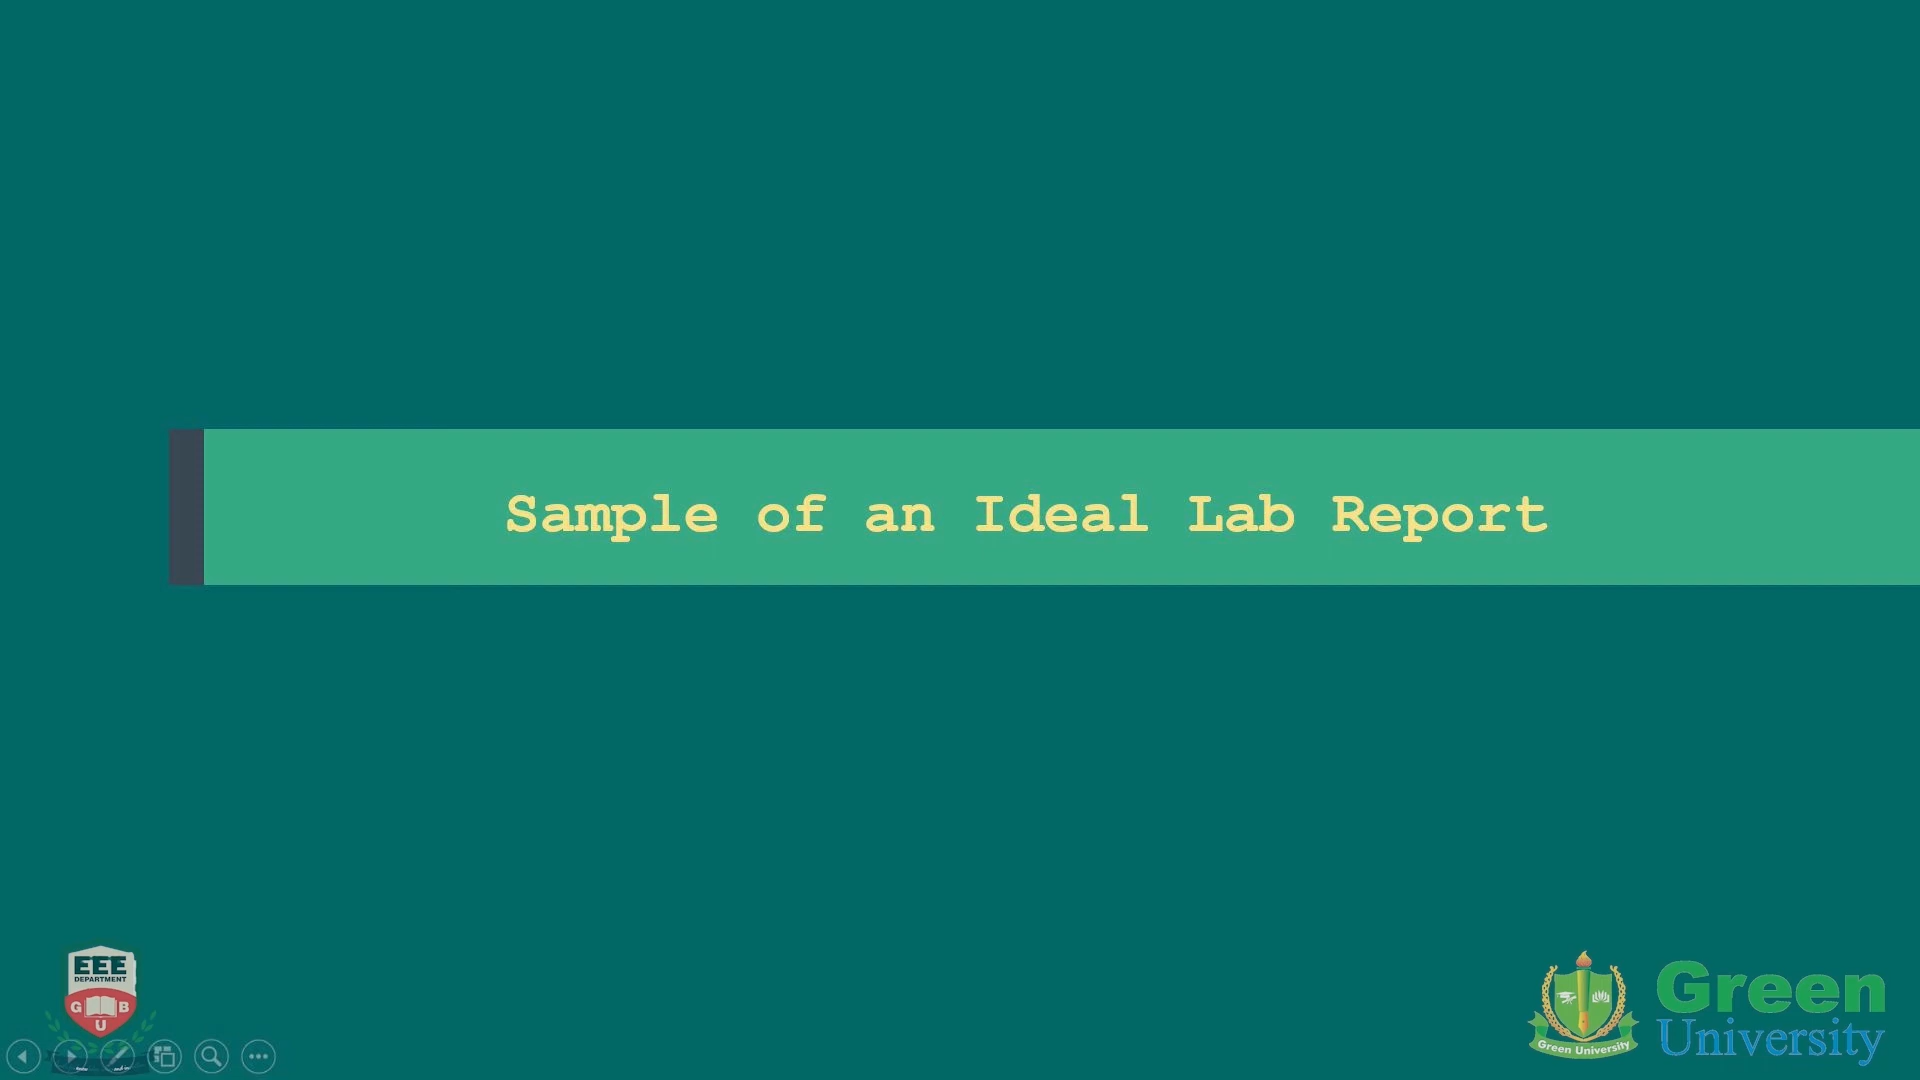 Sample of an Ideal Lab Report
EEE
DEPARTMENT
G B
U
Green University
Green
University